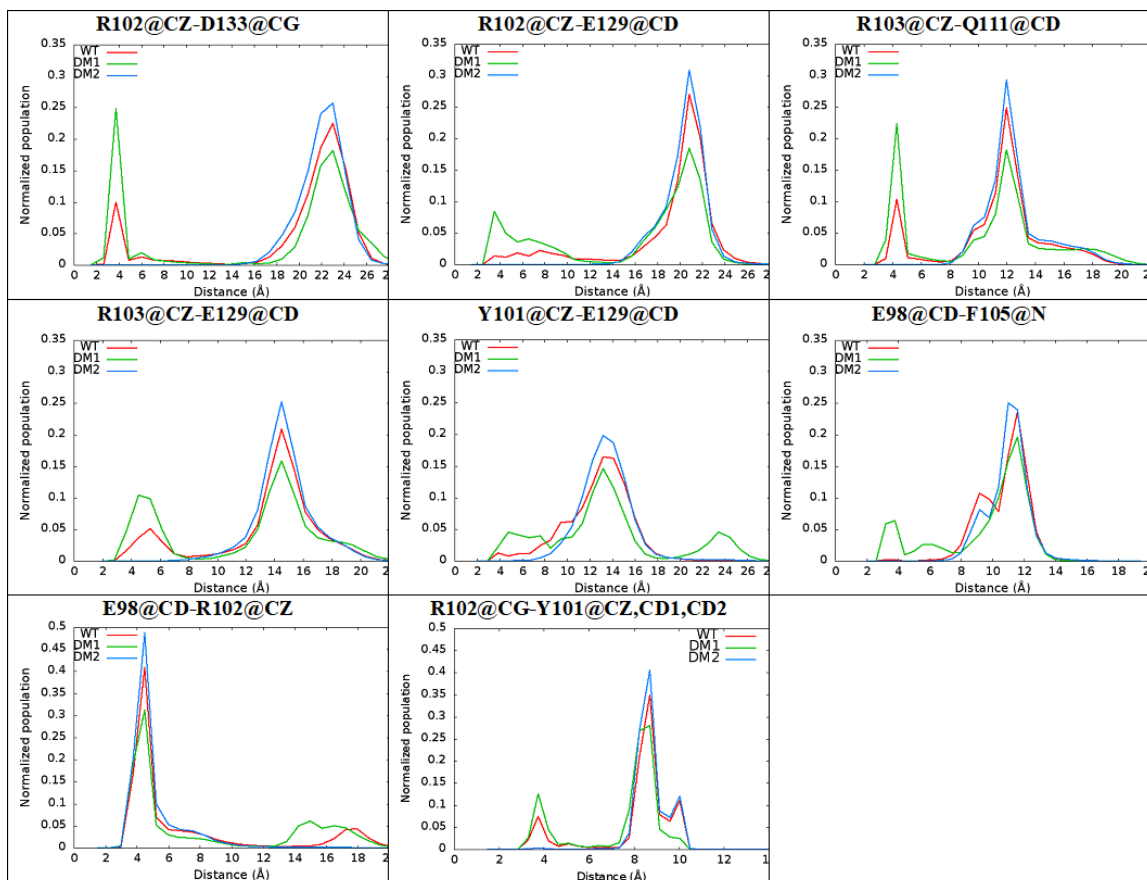 R102@CZ-D133@CG
R102@CZ-E129@CD
R103@CZ-Q111@CD
WT
DM1
DM2
Normalized population
0.35
0.3
0.25
0.2
0.15
0.1
0.05
0
0 2 4 6 8 10 12 14 16 18 20 22 24 26 28
Distance (Å)
WT
DM1
DM2
Normalized population
0.35
0.3
0.25
0.2
0.15
0.1
0.05
0
0 2 4 6 8 10 12 14 16 18 20 22 24 26 2
Distance (Å)
WT
DM1
DM2
Normalized population
0.35
0.3
0.25
0.2
0.15
0.1
0.05
0
0 2 4 6 8 10 12 14 16 18 20 2
Distance (Å)
R103@CZ-E129@CD
Y101@CZ-E129@CD
E98@CD-F105@N
WT
DM1
DM2
Normalized population
0.35
0.3
0.25
0.2
0.15
0.1
0.05
0
0 2 4 6 8 10 12 14 16 18 20 2
Distance (Å)
WT
DM1
DM2
Normalized population
0.35
0.3
0.25
0.2
0.15
0.1
0.05
0
0 2 4 6 8 10 12 14 16 18 20 22 24 26 2
Distance (Å)
WT
DM1
DM2
Normalized population
0.35
0.3
0.25
0.2
0.15
0.1
0.05
0
0 2 4 6 8 10 12 14 16 18 2
Distance (Å)
E98@CD-R102@CZ
R102@CG-Y101@CZ,CD1,CD2
WT
DM1
DM2
Normalized population
0.5
0.45
0.4
0.35
0.3
0.25
0.2
0.15
0.1
0.05
0
0 2 4 6 8 10 12 14 16 18 2
Distance (Å)
WT
DM1
DM2
Normalized population
0.5
0.45
0.4
0.35
0.3
0.25
0.2
0.15
0.1
0.05
0
0 2 4 6 8 10 12 1
Distance (Å)